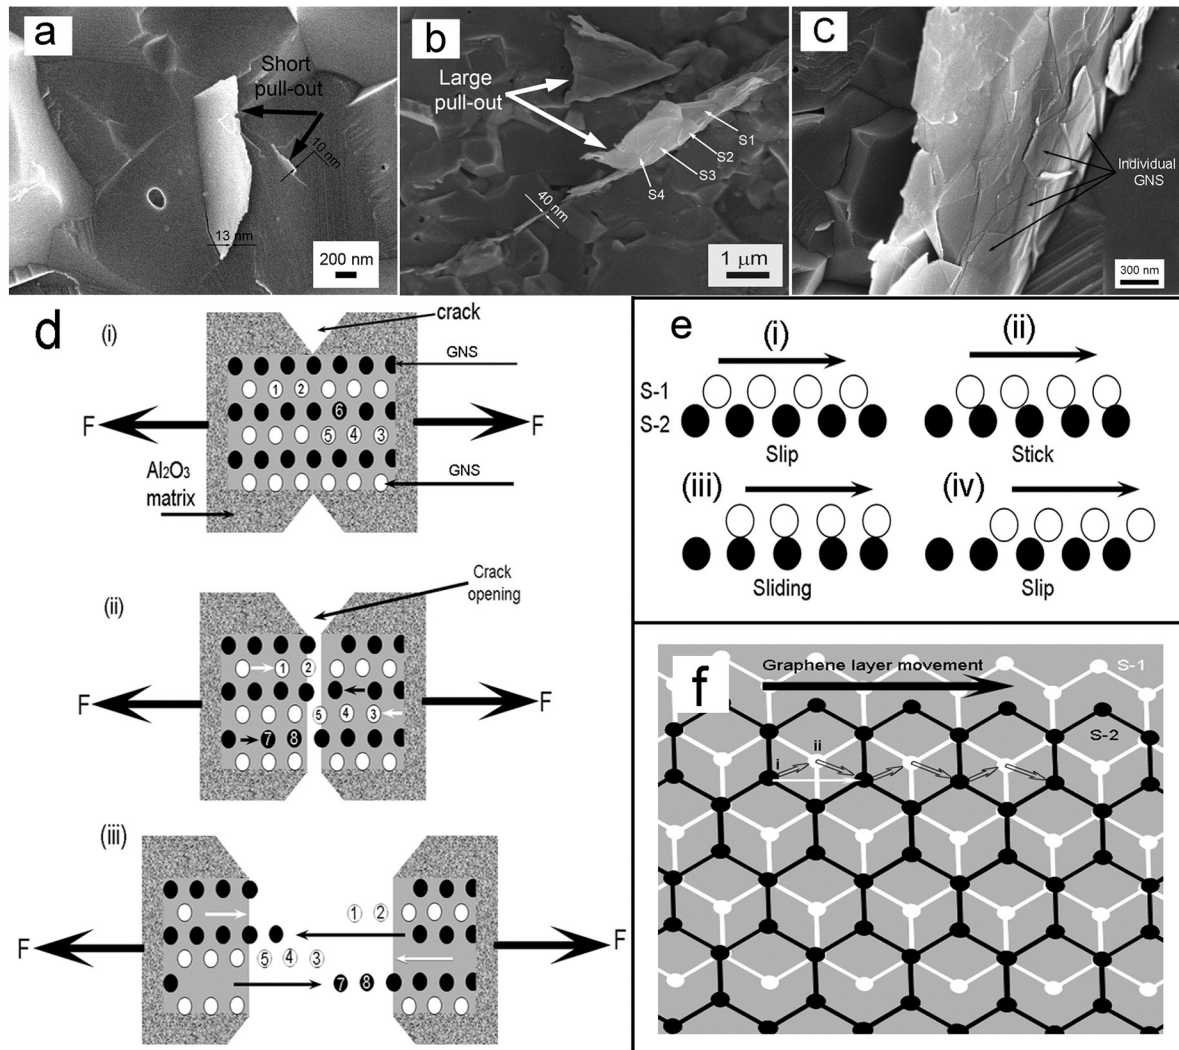 a
Short
pull-out
10 nm
13 nm
200 nm
b
Large
pull-out
S1
S2
S3
S4
40 nm
1 μm
C
Individual
GNS
300 nm
d
(i)
crack
GNS
1 2
6
F F
5 4 3
Al2O3
matrix
GNS
(ii)
Crack
opening
1 2
F F
5 4 3
7 8
(iii)
1 2
F F
5 4 3
7 8
e
(i)
(ii)
S-1
S-2
Slip
Stick
(iii)
(iv)
Sliding
Slip
f
Graphene layer movement
S-1
S-2
i
ii